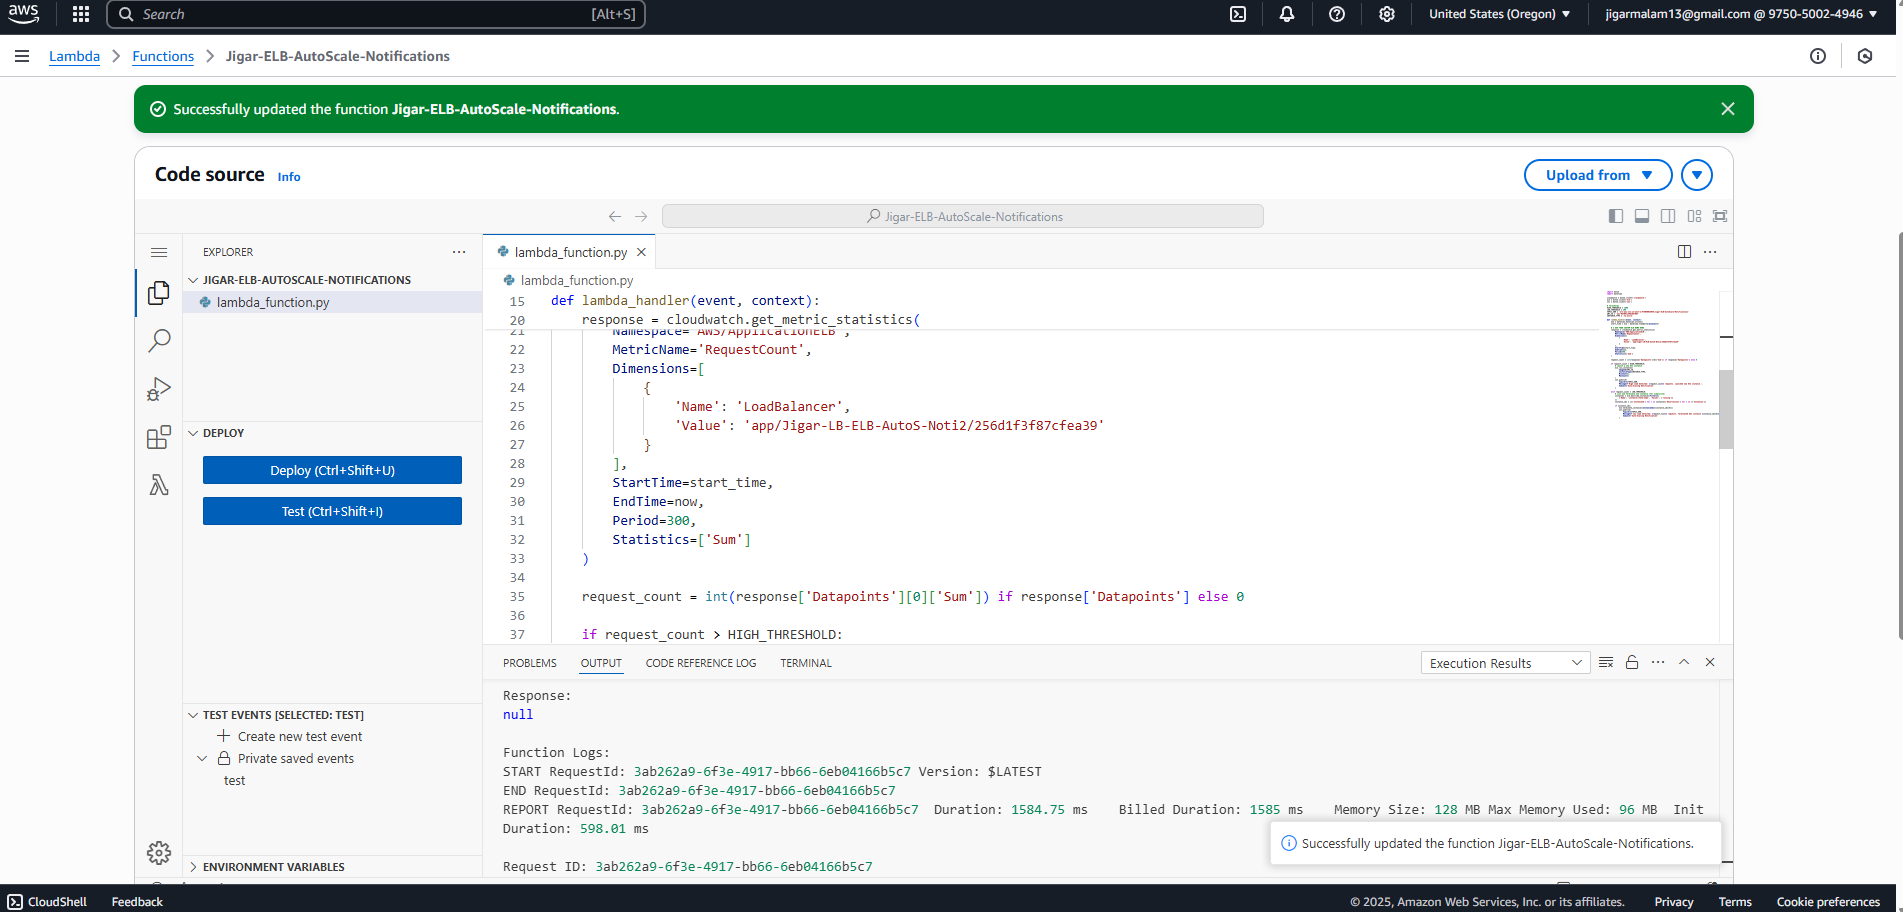 aws
Search [Alt+S]
United States (Oregon)
jigarmalam13@gmail.com @ 9750-5002-4946
Lambda
Functions
Jigar-ELB-AutoScale-Notifications
Successfully updated the function Jigar-ELB-AutoScale-Notifications.
Code source Info
Upload from
Jigar-ELB-AutoScale-Notifications
EXPLORER
JIGAR-ELB-AUTOSCALE-NOTIFICATIONS
lambda_function.py
DEPLOY
Deploy (Ctrl+Shift+U)
Test (Ctrl+Shift+I)
TEST EVENTS [SELECTED: TEST]
Create new test event
Private saved events
test
ENVIRONMENT VARIABLES
lambda_function.py
lambda_function.py
15 def lambda_handler(event, context):
20 response = cloudwatch.get_metric_statistics(
21 Namespace='AWS/ApplicationELB',
22 MetricName='RequestCount',
23 Dimensions=[
24 {
25 'Name': 'LoadBalancer',
26 'Value': 'app/Jigar-LB-ELB-AutoS-Noti2/256d1f3f87cfea39'
27 }
28 ],
29 StartTime=start_time,
30 EndTime=now,
31 Period=300,
32 Statistics=['Sum']
33 )
34
35 request_count = int(response['Datapoints'][0]['Sum']) if response['Datapoints'] else 0
36
37 if request_count > HIGH_THRESHOLD:
PROBLEMS OUTPUT CODE REFERENCE LOG TERMINAL
Execution Results
Response:
null
Function Logs:
START RequestId: 3ab262a9-6f3e-4917-bb66-6eb04166b5c7 Version: $LATEST
END RequestId: 3ab262a9-6f3e-4917-bb66-6eb04166b5c7
REPORT RequestId: 3ab262a9-6f3e-4917-bb66-6eb04166b5c7 Duration: 1584.75 ms Billed Duration: 1585 ms Memory Size: 128 MB Max Memory Used: 96 MB Init
Duration: 598.01 ms
Request ID: 3ab262a9-6f3e-4917-bb66-6eb04166b5c7
Successfully updated the function Jigar-ELB-AutoScale-Notifications.
CloudShell
Feedback
© 2025, Amazon Web Services, Inc. or its affiliates.
Privacy
Terms
Cookie preferences